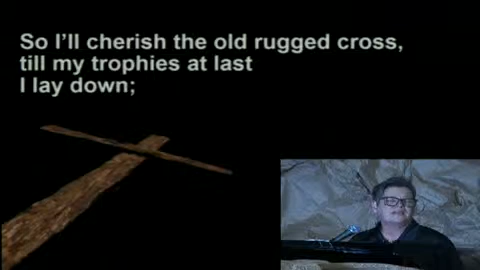 So I'll cherish the old rugged cross,
till my trophies at last
I lay down;